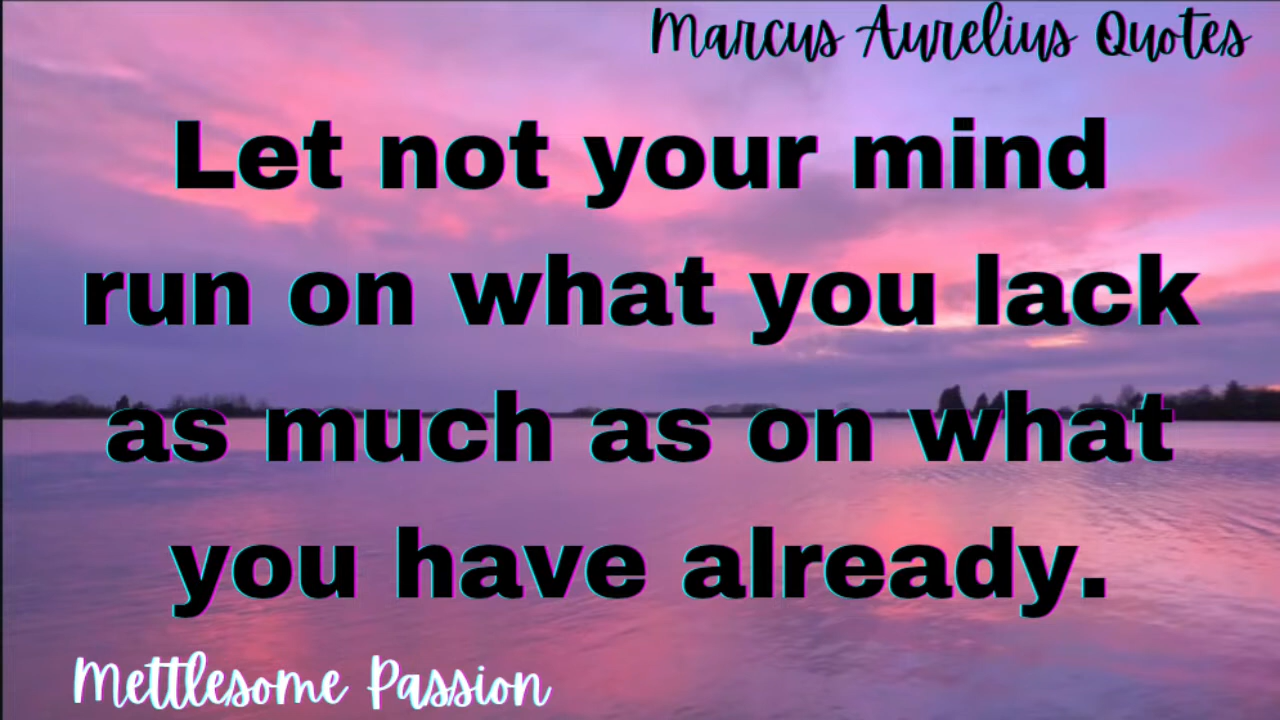 Marcus Aurelius Quotes
Let not your mind
run on what you lack
as much as on what
you have already.
Mettlesome Passion